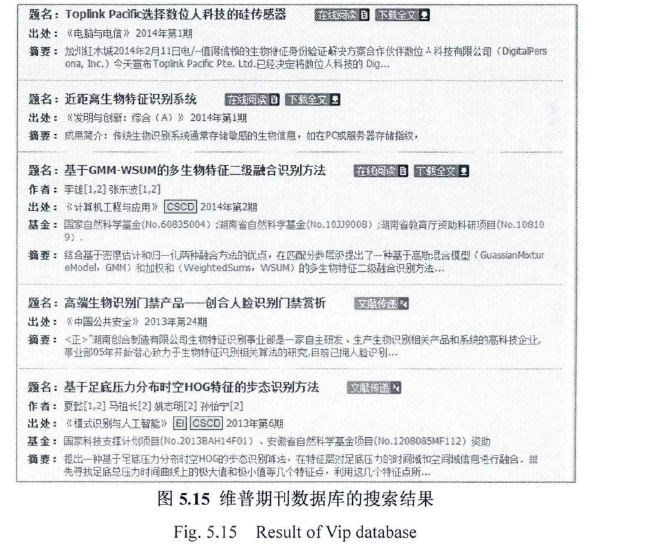 题名：Toplink Pacific选择数位人科技的硅传感器 在线阅读 下载全文
出处：《电脑与电信》2014年第1期
摘要：加州红木城2014年2月11日电/--值得信赖的生物特征身份验证解决方案合作伙伴数位人科技有限公司（DigitalPers
ona, Inc.）今天宣布Toplink Pacific Pte. Ltd.已经决定将数位人科技的 Dig...
题名：近距离生物特征识别系统 在线阅读 下载全文
出处：《发明与创新：综合（A）》2014年第1期
摘要：成果简介：传统生物识别系统通常存储敏感的生物信息，如在PC或服务器存储指纹，
题名：基于GMM-WSUM的多生物特征二级融合识别方法 在线阅读 下载全文
作者：李雄[1,2] 张东波[1,2]
出处：《计算机工程与应用》 CSCD 2014年第2期
基金：国家自然科学基金(No.60835004)；湖南省自然科学基金(No.10JJ9008)；湖南省教育厅资助科研项目(No.10B10
9)．
摘要：结合基于密度估计和归一化两种融合方法的优点，在匹配分数层级提出了一种基于高斯混合模型（GuassianMixtur
eModel，GMM）和加权和（WeightedSums，WSUM）的多生物特征二级融合识别方法...
题名：高端生物识别门禁产品——创合人脸识别门禁赏析 文献传递
出处：《中国公共安全》2013年第24期
摘要：<正>~湖南创合制造有限公司生物特征识别事业部是一家自主研发、生产生物识别相关产品和系统的高科技企业，
事业部05年开始潜心致力于生物特征识别相关算法的研究,目前已拥人脸识别...
题名：基于足底压力分布时空HOG特征的步态识别方法 文献传递
作者：夏懿[1,2] 马祖长[2] 姚志明[2] 孙怡宁[2]
出处：《模式识别与人工智能》 EI CSCD 2013年第6期
基金：国家科技支撑计划项目(No.2013BAH14F01)、安徽省自然科学基金项目(No.1208085MF112) 资助
摘要：提出一种基于足底压力分布时空HOG特征的步态识别算法，在特征层对足底压力的时间域和空间域信息进行融合．首
先寻找足底总压力时间曲线上的极大值和极小值等几个特征点，利用这几个特征点所...
图 5.15 维普期刊数据库的搜索结果
Fig. 5.15 Result of Vip database